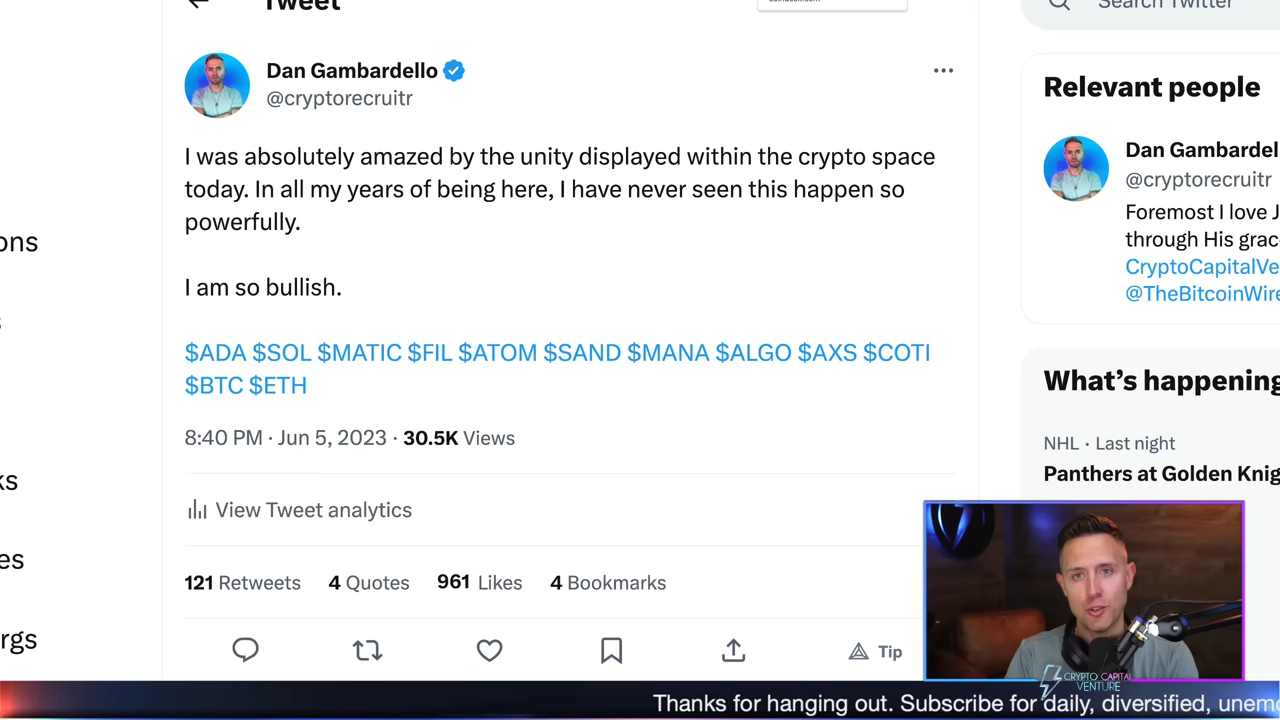 Tweet
Search Twitter
Dan Gambardello
@cryptorecruitr
I was absolutely amazed by the unity displayed within the crypto space
today. In all my years of being here, I have never seen this happen so
powerfully.
I am so bullish.
$ADA $SOL $MATIC $FIL $ATOM $SAND $MANA $ALGO $AXS $COTI
$BTC $ETH
8:40 PM · Jun 5, 2023 · 30.5K Views
View Tweet analytics
121 Retweets 4 Quotes 961 Likes 4 Bookmarks
Tip
ons
s
ks
es
rgs
Relevant people
Dan Gambardel
@cryptorecruitr
Foremost I love J
through His grac
CryptoCapitalVe
@TheBitcoinWire
What's happening
NHL · Last night
Panthers at Golden Knig
CRYPTO CAPITAL
VENTURE
Thanks for hanging out. Subscribe for daily, diversified, unemo